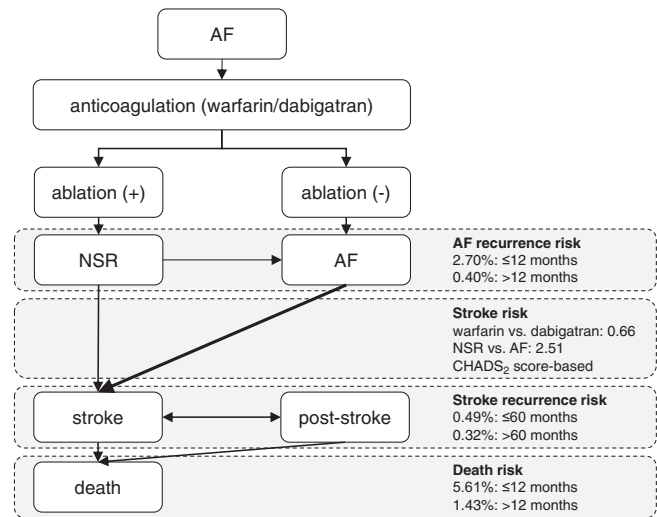 AF
anticoagulation (warfarin/dabigatran)
ablation (+)
ablation (-)
NSR
AF
AF recurrence risk
2.70%: ≤12 months
0.40%: >12 months
Stroke risk
warfarin vs. dabigatran: 0.66
NSR vs. AF: 2.51
CHADS₂ score-based
stroke
post-stroke
Stroke recurrence risk
0.49%: ≤60 months
0.32%: >60 months
death
Death risk
5.61%: ≤12 months
1.43%: >12 months